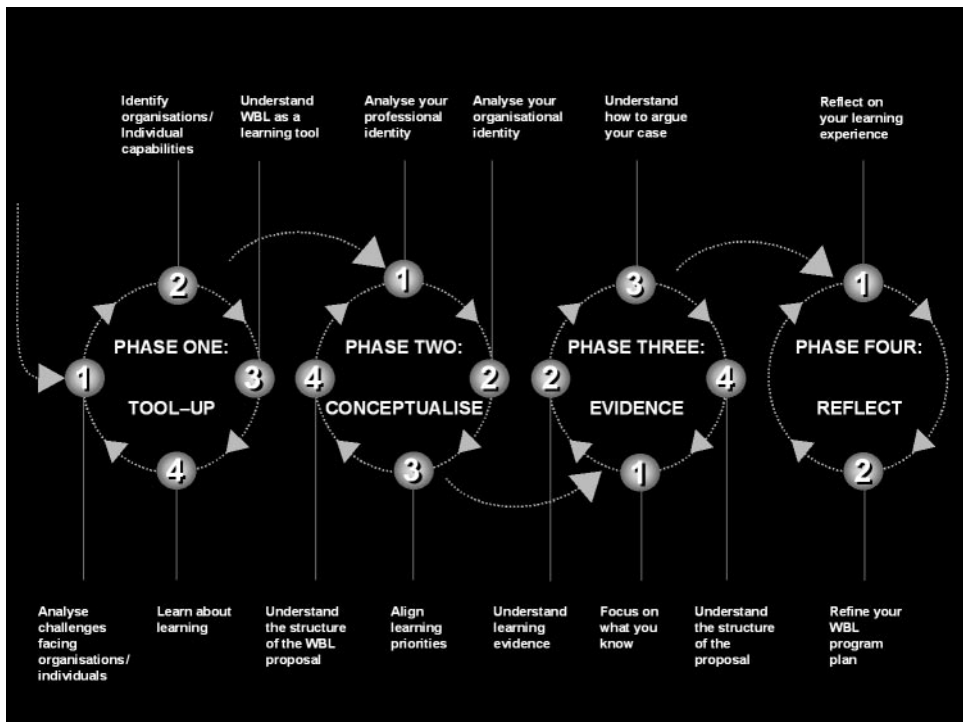 Identify
organisations/
Individual
capabilities
Understand
WBL as a
learning tool
Analyse your
professional
identity
Analyse your
organisational
identity
Understand
how to argue
your case
Reflect on
your learning
experience
2
1
3
1
PHASE ONE:
PHASE TWO:
PHASE THREE:
PHASE FOUR:
1
3
4
2
2
4
TOOL–UP
CONCEPTUALISE
EVIDENCE
REFLECT
4
3
1
2
Analyse
challenges
facing
organisations/
individuals
Learn about
learning
Understand
the structure
of the WBL
proposal
Align
learning
priorities
Understand
learning
evidence
Focus on
what you
know
Understand
the structure
of the
proposal
Refine your
WBL
program
plan